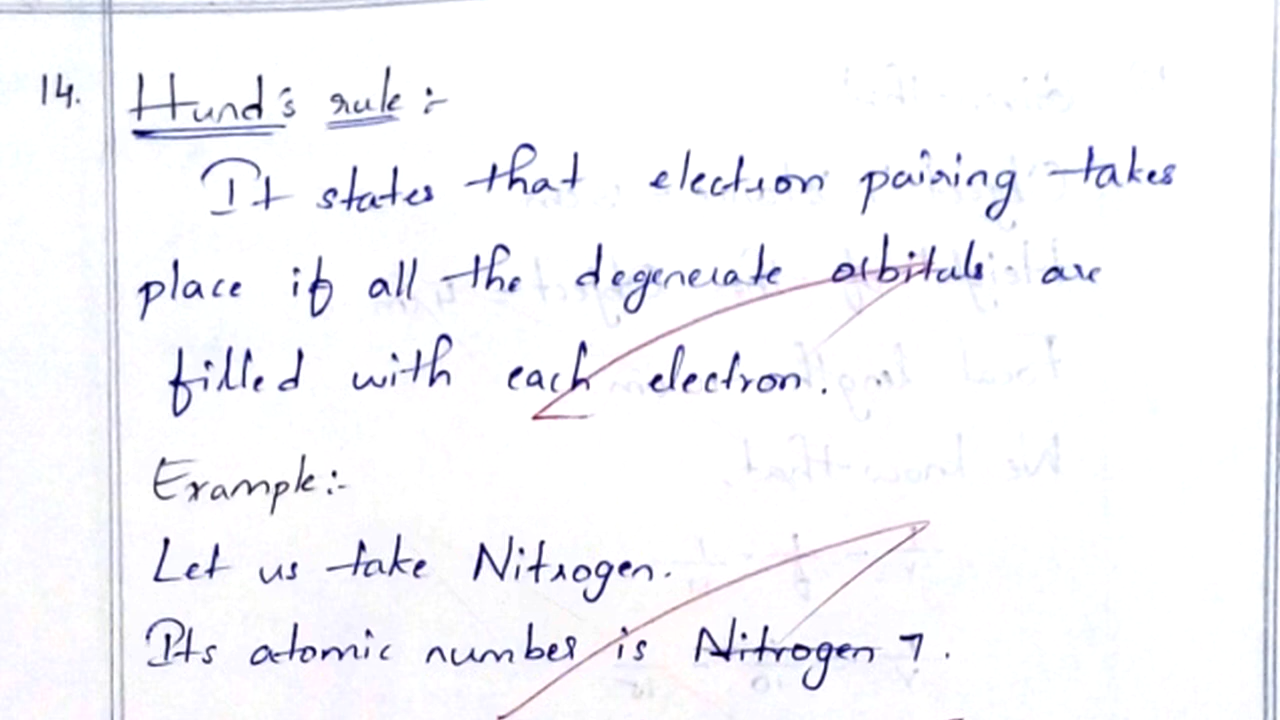 14. Hund's rule :-
It states that electron pairing takes
place if all the degenerate orbitals are
filled with each electron.
Example:-
Let us take Nitrogen.
Its atomic number is Nitrogen 7.